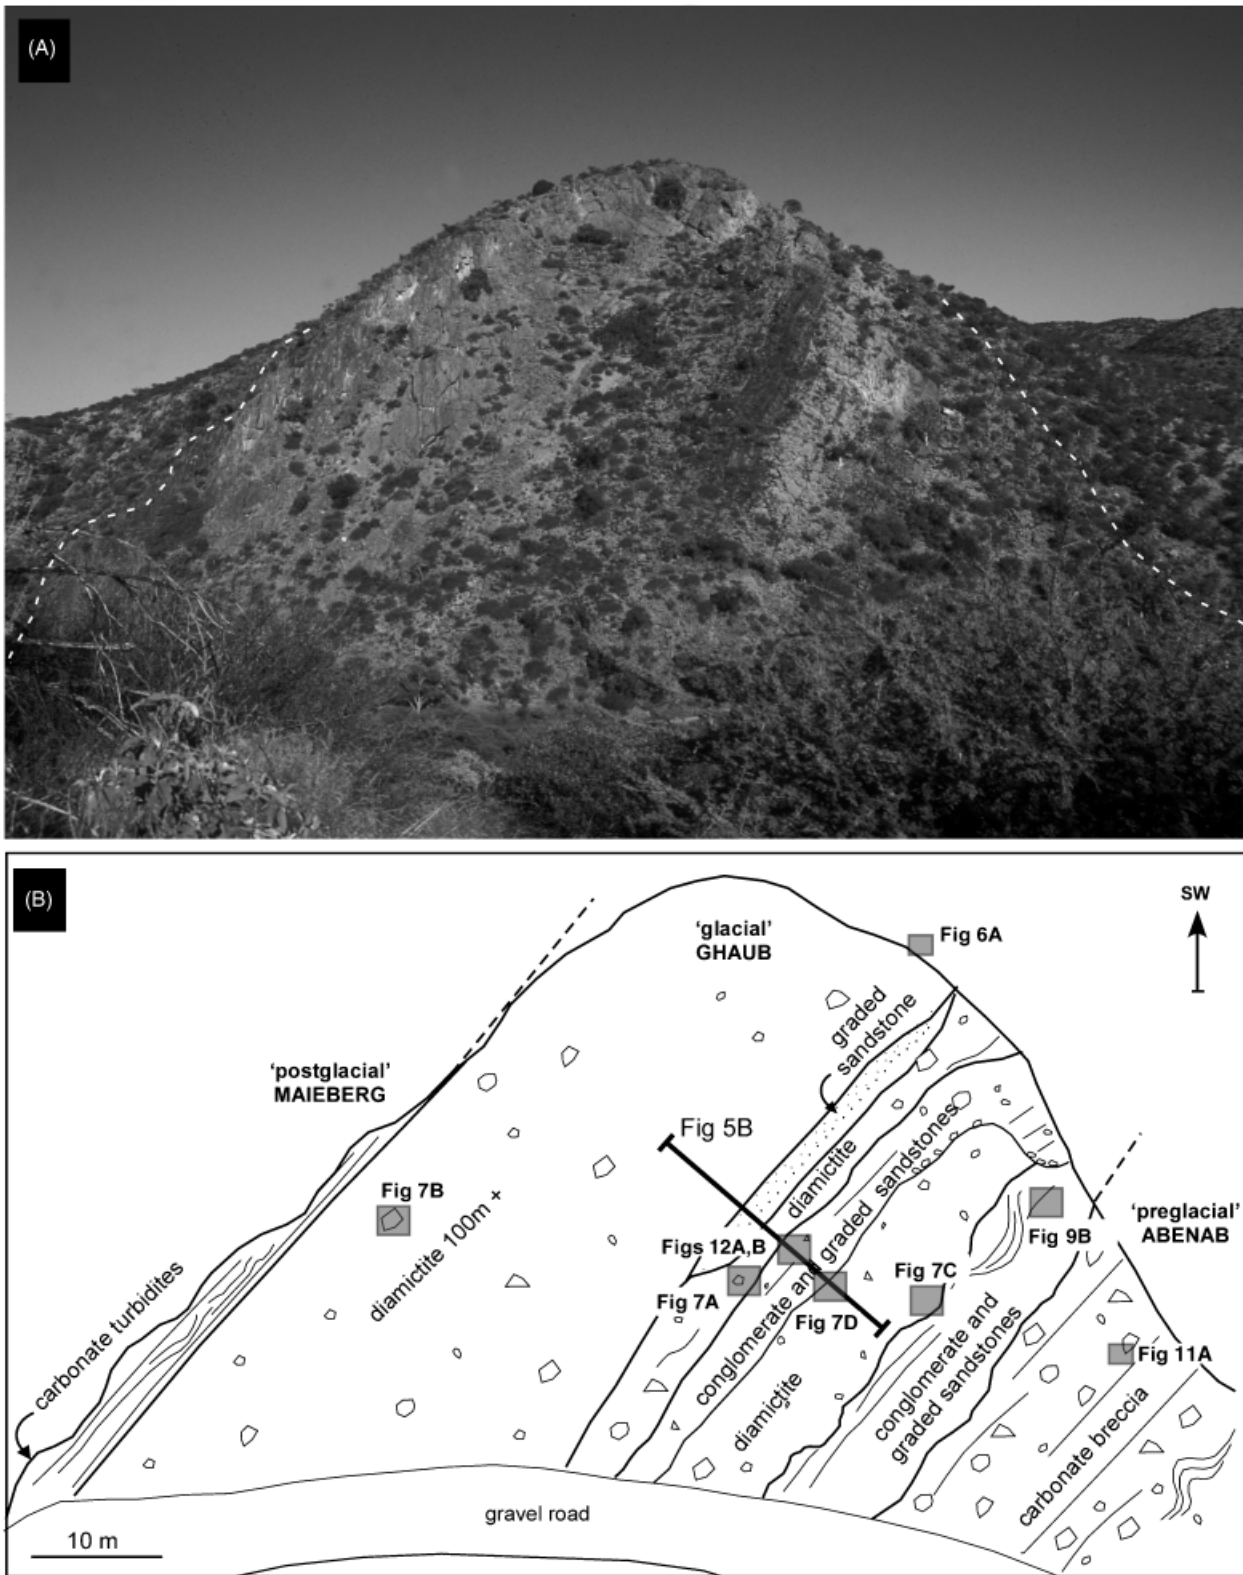 (A)
(B)
SW
'glacial'
GHAUB
Fig 6A
graded
sandstone
'postglacial'
MAIEBERG
Fig 5B
diamictite
conglomerate and graded sandstones
'preglacial'
ABENAB
Fig 7B
diamictite 100m
Fig 9B
Figs 12A,B
Fig 7C
Fig 7A
Fig 7D
carbonate turbidites
conglomerate and
graded sandstones
Fig 11A
diamictite
carbonate breccia
gravel road
10 m